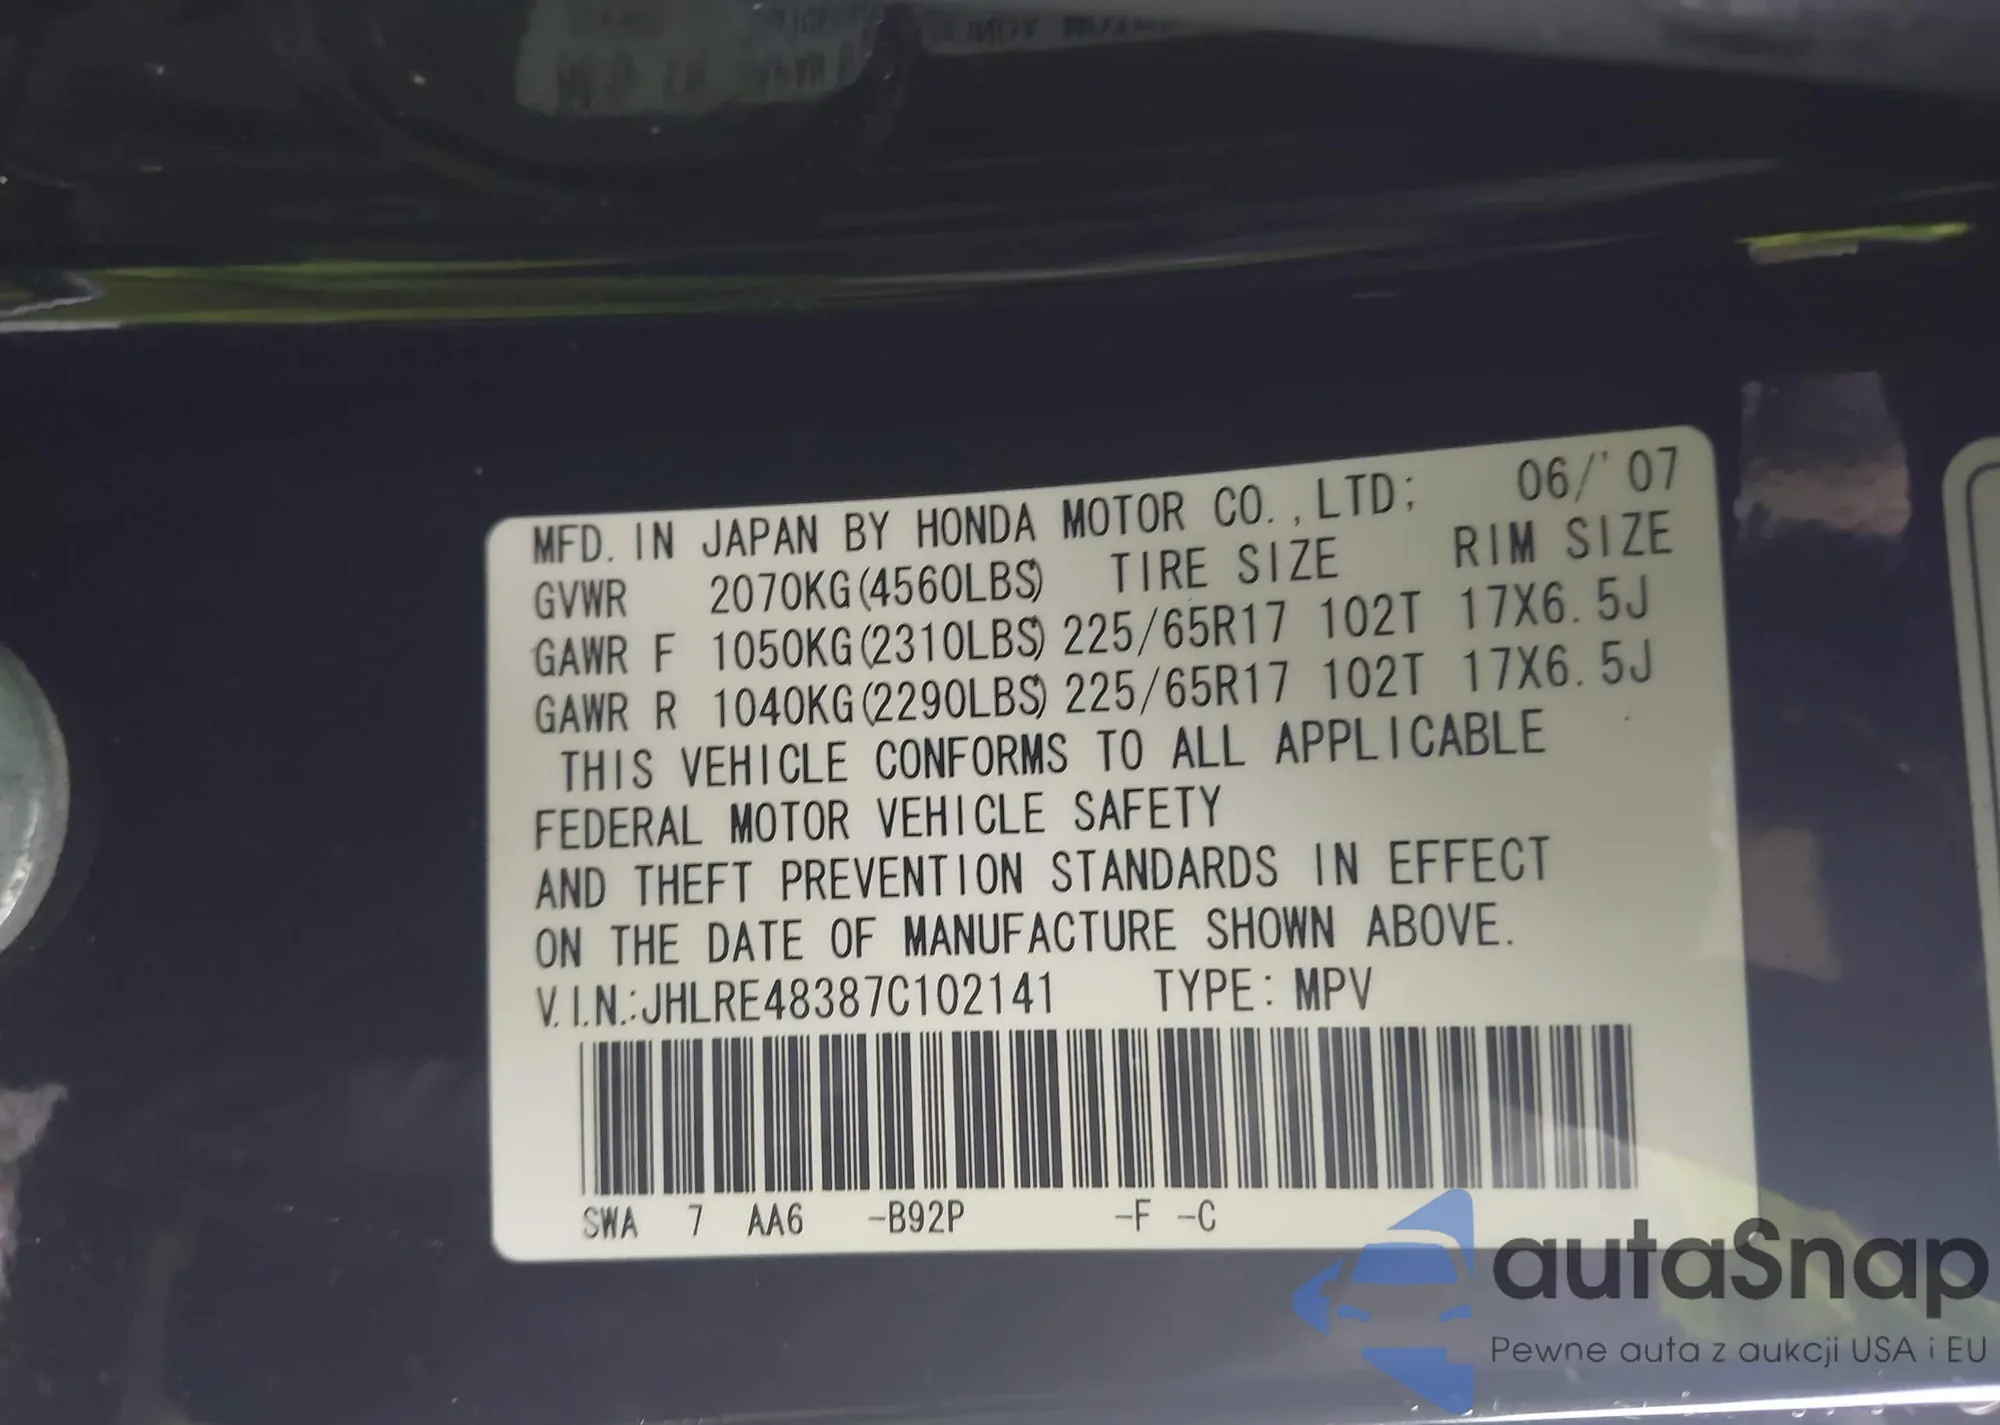 MFD. IN JAPAN BY HONDA MOTOR CO.,LTD; 06/'07
GVWR 2070KG(4560LBS) TIRE SIZE RIM SIZE
GAWR F 1050KG(2310LBS) 225/65R17 102T 17X6.5J
GAWR R 1040KG(2290LBS) 225/65R17 102T 17X6.5J
THIS VEHICLE CONFORMS TO ALL APPLICABLE
FEDERAL MOTOR VEHICLE SAFETY
AND THEFT PREVENTION STANDARDS IN EFFECT
ON THE DATE OF MANUFACTURE SHOWN ABOVE.
V.I.N.:JHLRE48387C102141 TYPE: MPV
SWA 7 AA6 -B92P -F -C
autaSnap
Pewne auta z aukcji USA i EU